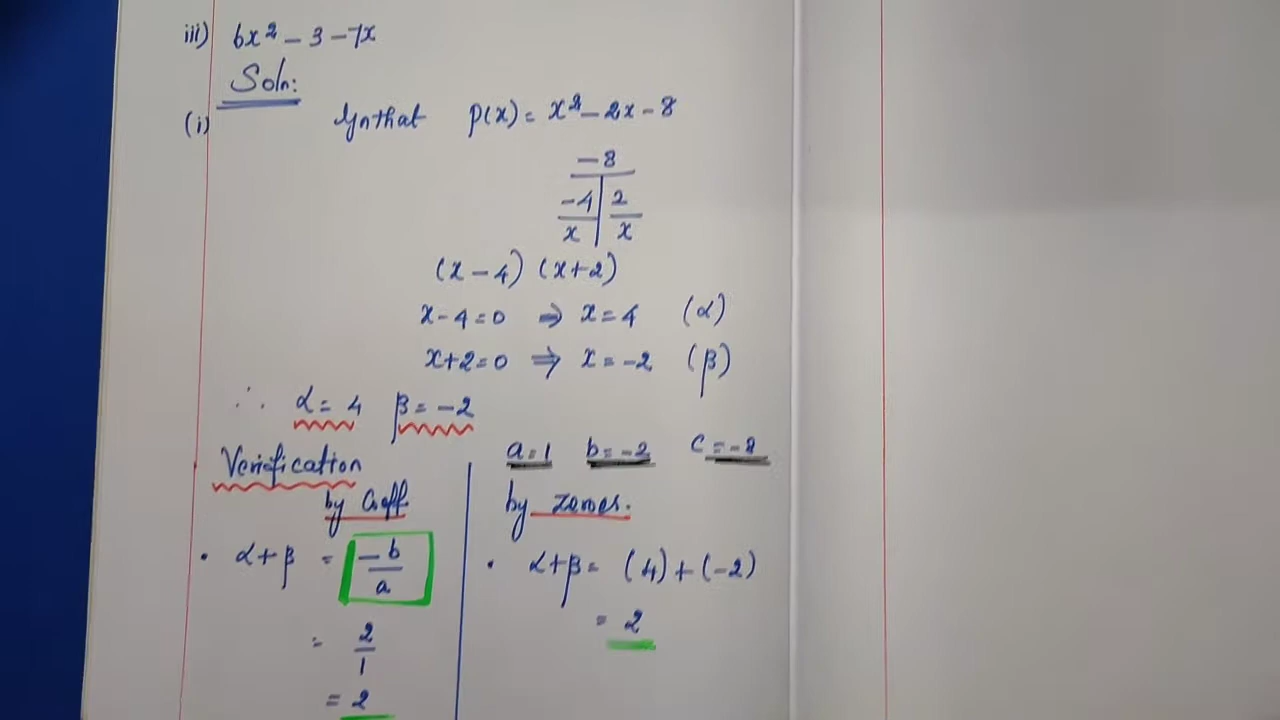 iii) 6x² - 3 - 7x
Soln:
(i) Gn that p(x) = x² - 2x - 8
-8
-4 | 2
x | x
(x - 4) (x + 2)
x - 4 = 0 ⇒ x = 4 (α)
x + 2 = 0 ⇒ x = -2 (β)
∴ α = 4 β = -2
a = 1 b = -2 c = -8
Verification
by Coeff
• α + β = -b/a
= 2/1
= 2
by zeroes.
• α + β = (4) + (-2)
= 2